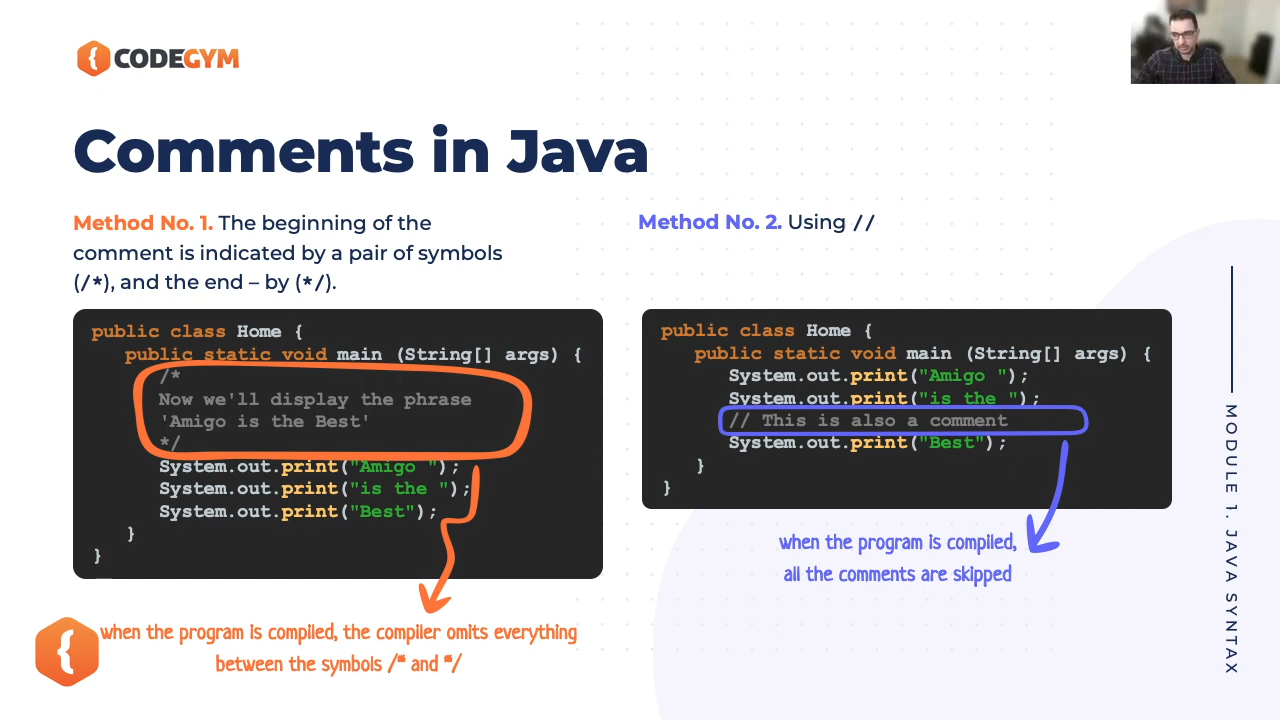 CODEGYM
Comments in Java
Method No. 1. The beginning of the
comment is indicated by a pair of symbols
(/*), and the end – by (*/).
public class Home {
public static void main (String[] args) {
/*
Now we'll display the phrase
'Amigo is the Best'
*/
System.out.print("Amigo ");
System.out.print("is the ");
System.out.print("Best");
}
}
when the program is compiled, the compiler omits everything
between the symbols /* and */
Method No. 2. Using //
public class Home {
public static void main (String[] args) {
System.out.print("Amigo ");
System.out.print("is the ");
// This is also a comment
System.out.print("Best");
}
}
when the program is compiled,
all the comments are skipped
MODULE 1. JAVA SYNTAX